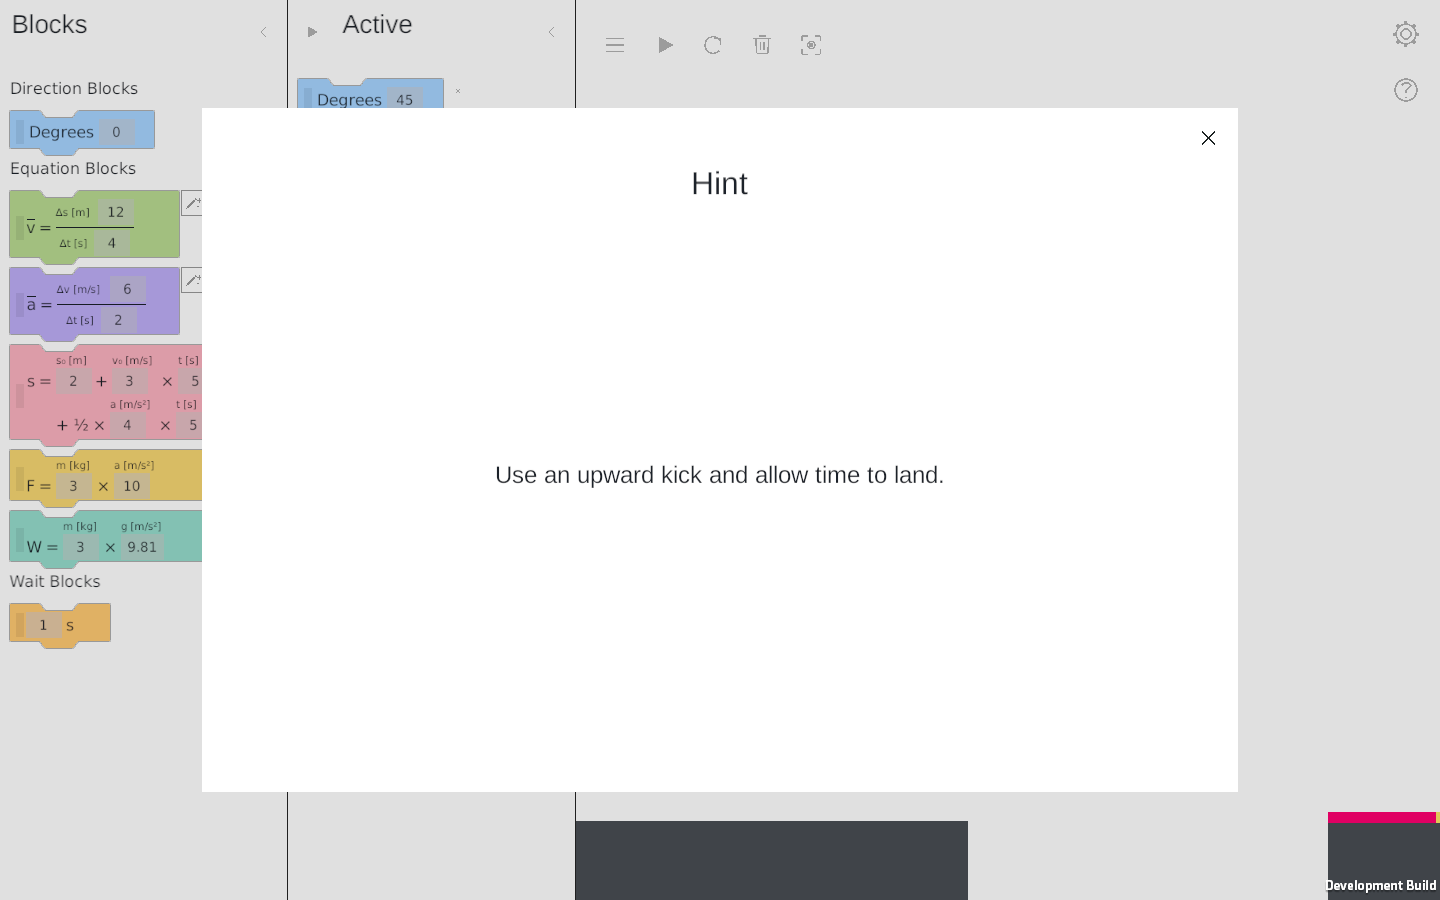 Blocks
Active
Direction Blocks
Degrees 0
Degrees 45
Equation Blocks
v̅ = Δs [m] 12
Δt [s] 4
a̅ = Δv [m/s] 6
Δt [s] 2
s₀ [m] v₀ [m/s] t [s]
s = 2 + 3 × 5
a [m/s²] t [s]
+ ½ × 4 × 5
m [kg] a [m/s²]
F = 3 × 10
m [kg] g [m/s²]
W = 3 × 9.81
Wait Blocks
1 s
Hint
Use an upward kick and allow time to land.
Development Build